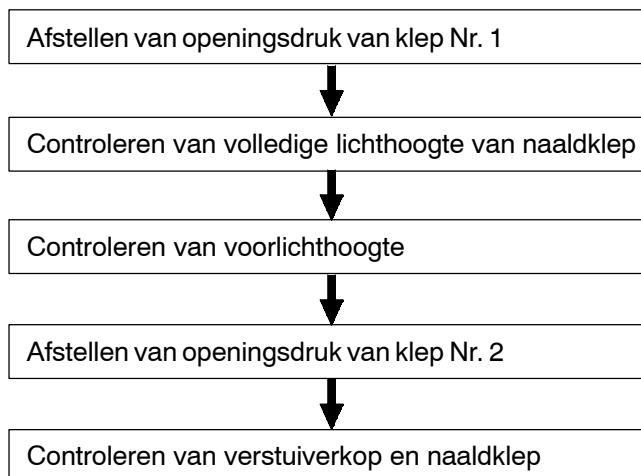 Afstellen van openingsdruk van klep Nr. 1
Controleren van volledige lichthoogte van naaldklep
Controleren van voorlichthoogte
Afstellen van openingsdruk van klep Nr. 2
Controleren van verstuiverkop en naaldklep